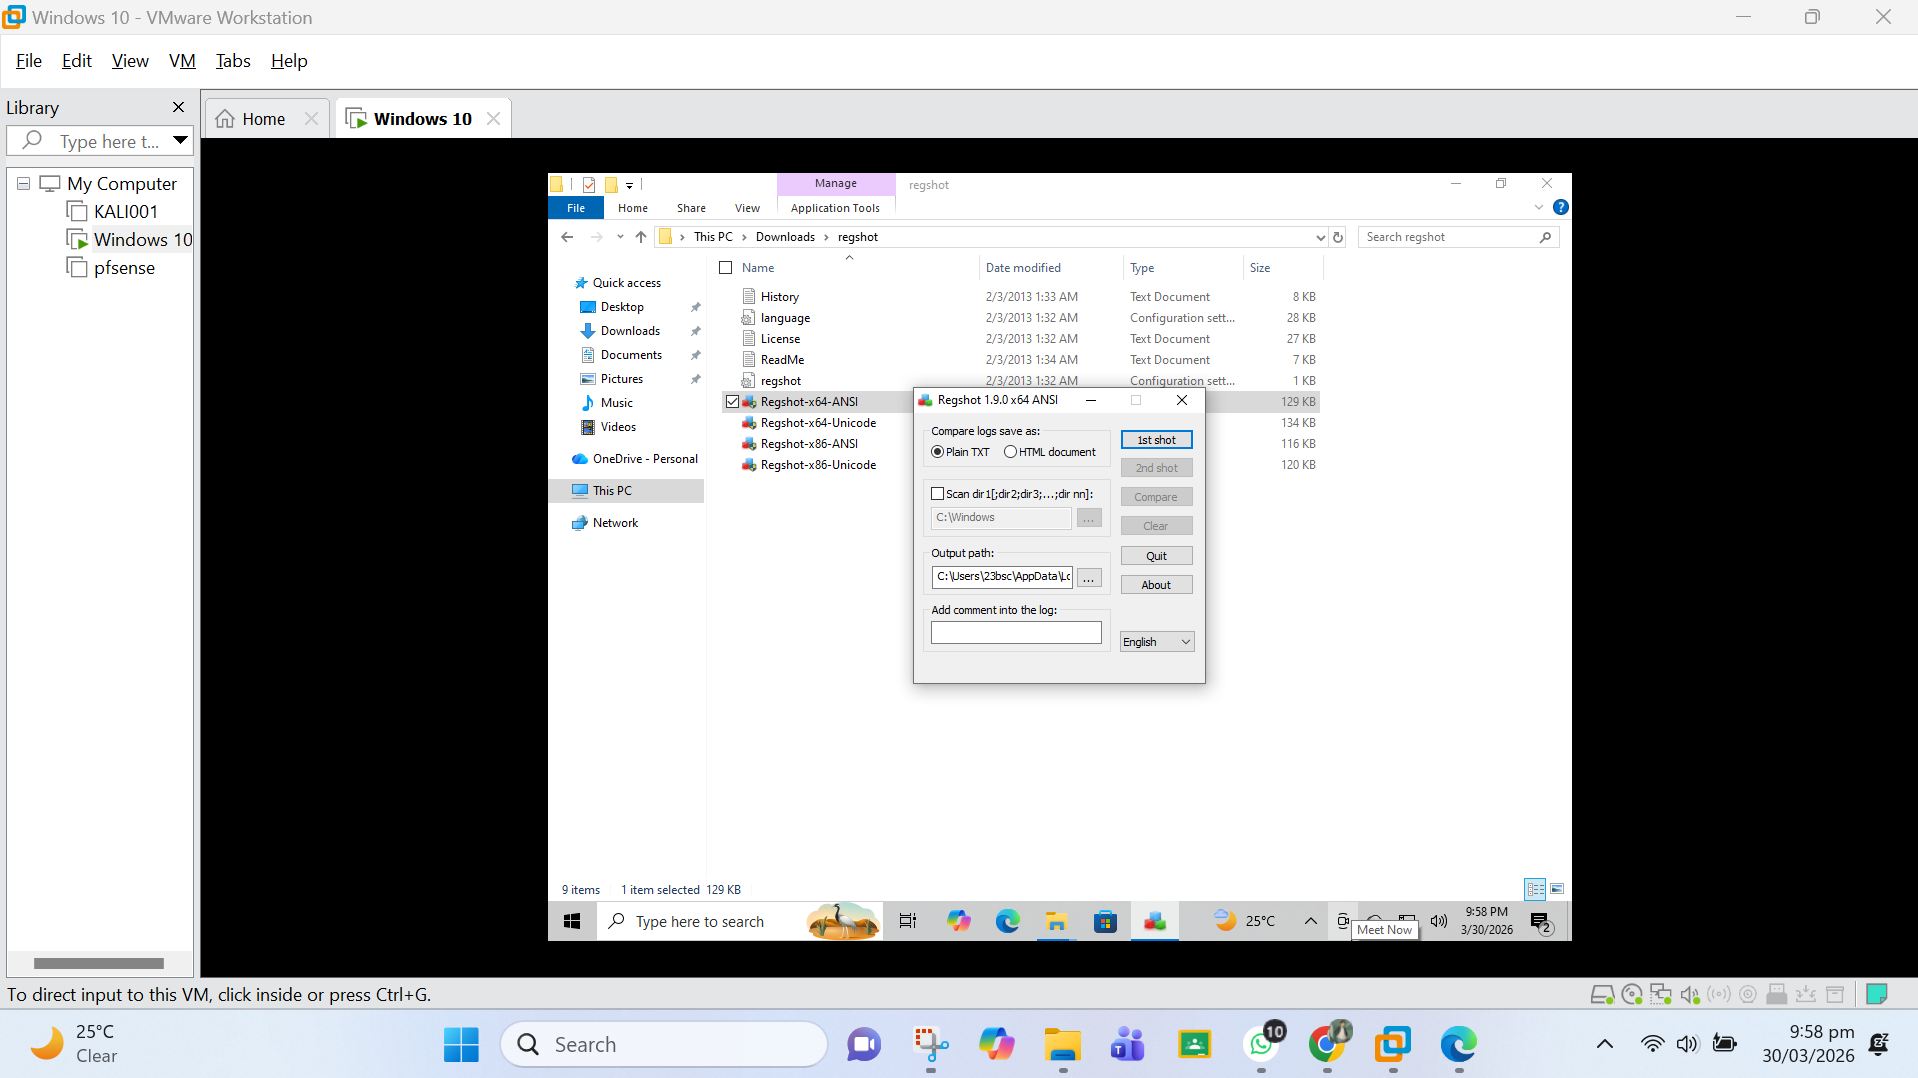 Windows 10 - VMware Workstation
File Edit View VM Tabs Help
Library
Type here t...
My Computer
KALI001
Windows 10
pfsense
Home
Windows 10
Manage
regshot
File Home Share View Application Tools
This PC Downloads regshot
Search regshot
Quick access
Desktop
Downloads
Documents
Pictures
Music
Videos
OneDrive - Personal
This PC
Network
Name Date modified Type Size
History 2/3/2013 1:33 AM Text Document 8 KB
language 2/3/2013 1:32 AM Configuration sett... 28 KB
License 2/3/2013 1:32 AM Text Document 27 KB
ReadMe 2/3/2013 1:34 AM Text Document 7 KB
regshot 2/3/2013 1:32 AM Configuration sett... 1 KB
Regshot-x64-ANSI 129 KB
Regshot-x64-Unicode 134 KB
Regshot-x86-ANSI 116 KB
Regshot-x86-Unicode 120 KB
Regshot 1.9.0 x64 ANSI
Compare logs save as:
Plain TXT HTML document
Scan dir1[;dir2;dir3;...;dir nn]:
C:\Windows
...
Output path:
C:\Users\23bsc\AppData\Lc
...
Add comment into the log:
1st shot
2nd shot
Compare
Clear
Quit
About
English
9 items 1 item selected 129 KB
Type here to search
25°C
Meet Now
9:58 PM
3/30/2026
2
To direct input to this VM, click inside or press Ctrl+G.
25°C
Clear
Search
T
10
9:58 pm
30/03/2026